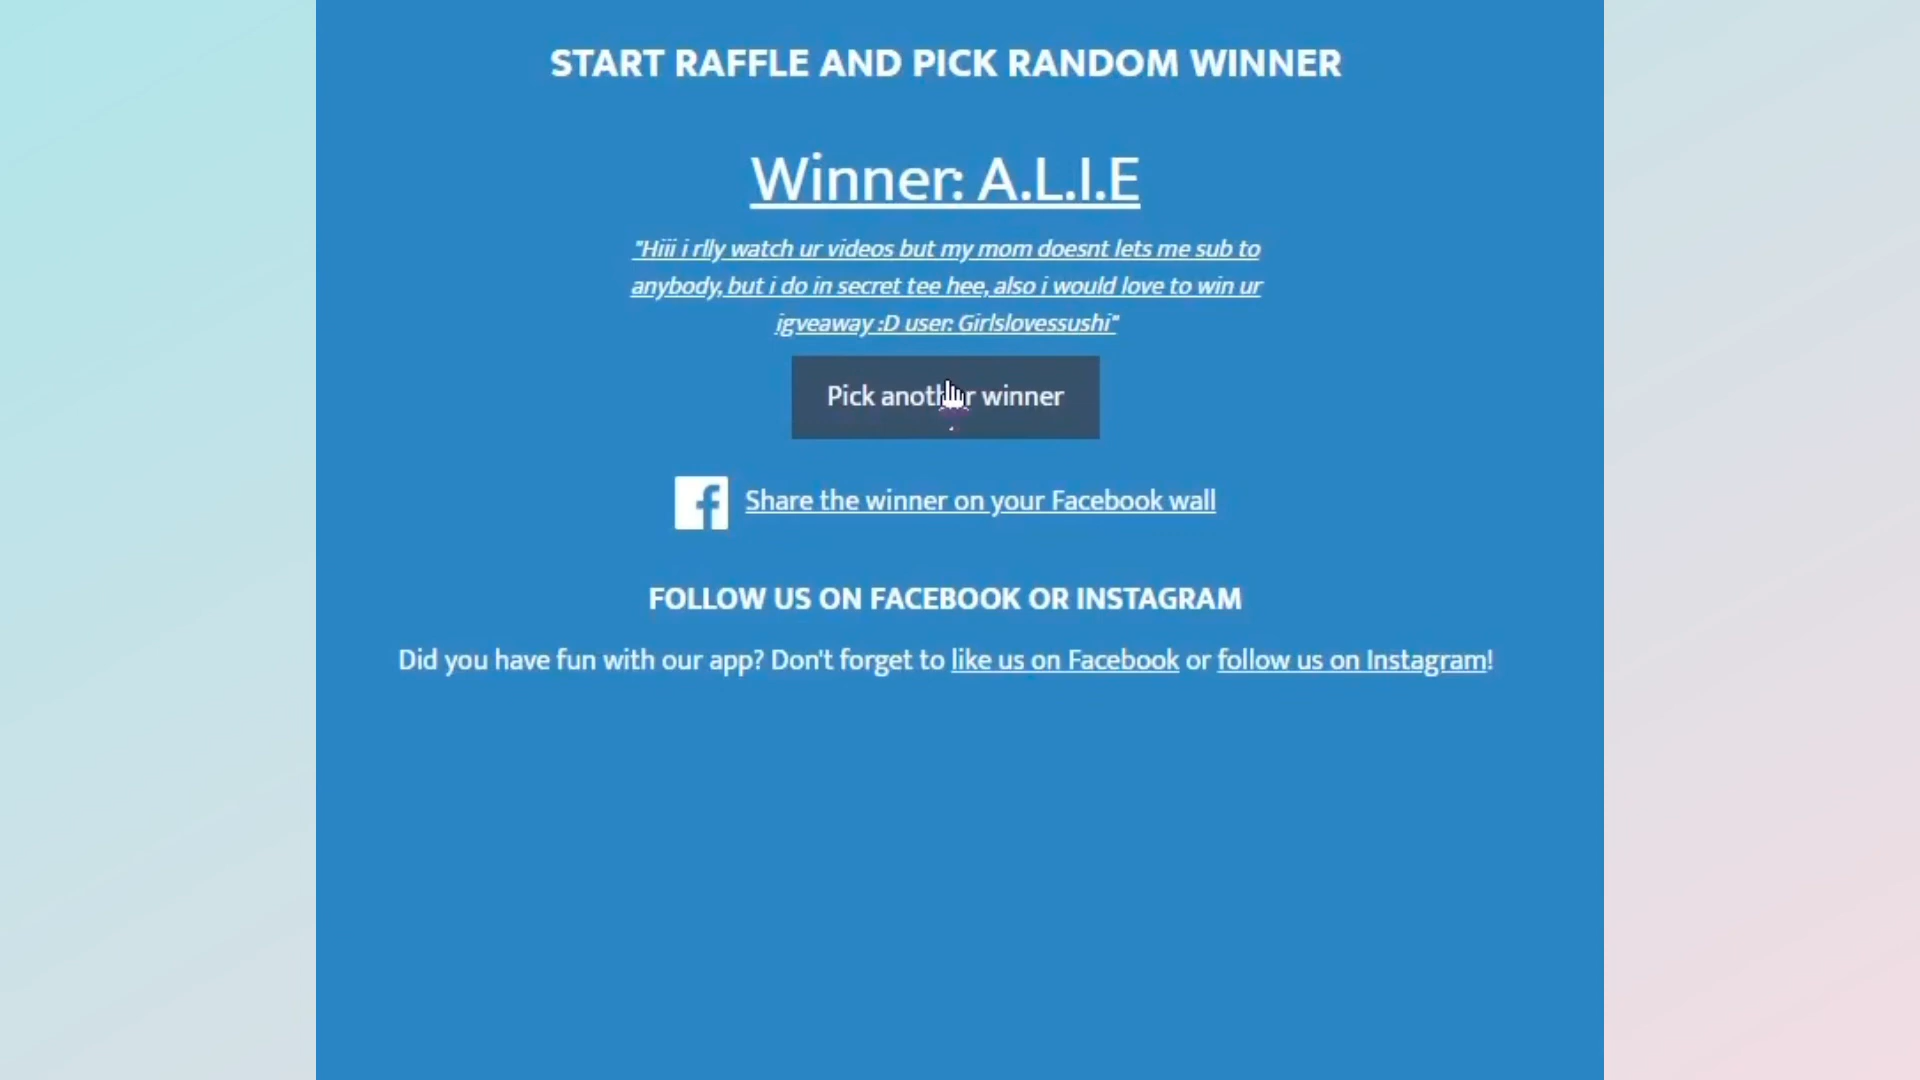 START RAFFLE AND PICK RANDOM WINNER
Winner: A.L.I.E
"Hiii i rlly watch ur videos but my mom doesnt lets me sub to
anybody, but i do in secret tee hee, also i would love to win ur
igveaway :D user: Girlslovessushi"
Pick another winner
Share the winner on your Facebook wall
FOLLOW US ON FACEBOOK OR INSTAGRAM
Did you have fun with our app? Don't forget to like us on Facebook or follow us on Instagram!